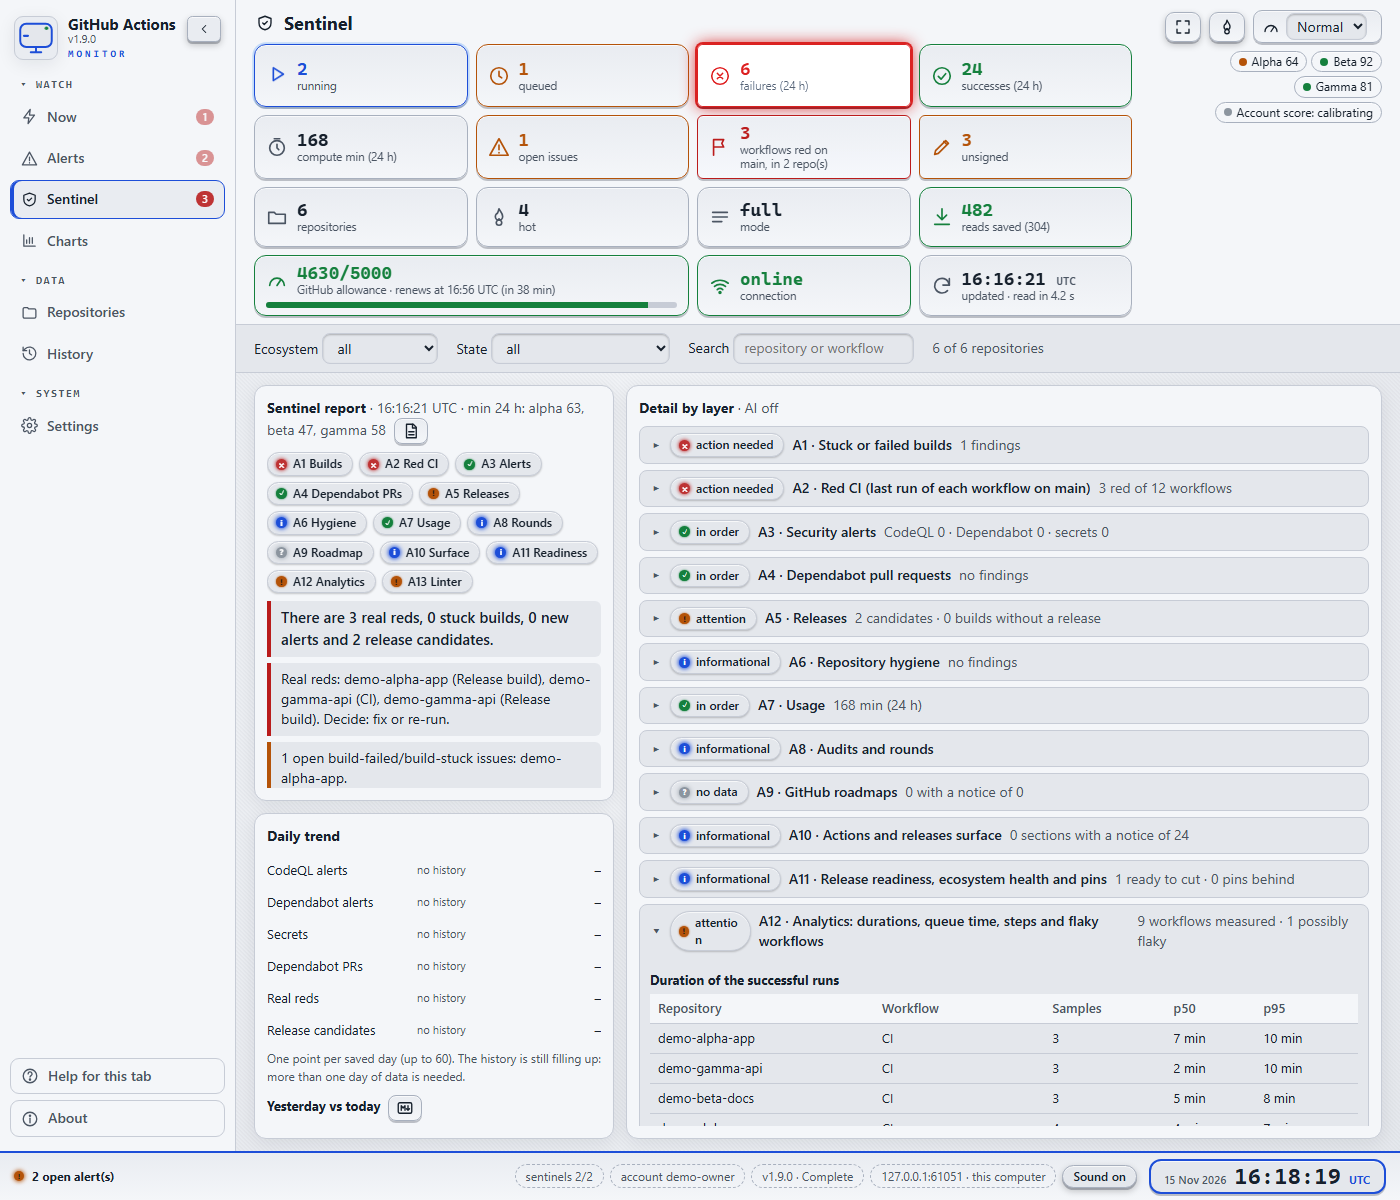 GitHub Actions
v1.9.0
MONITOR
WATCH
Now 1
Alerts 2
Sentinel 3
Charts
DATA
Repositories
History
SYSTEM
Settings
Help for this tab
About
Sentinel
Normal
Alpha 64
Beta 92
Gamma 81
Account score: calibrating
2
running
1
queued
6
failures (24 h)
24
successes (24 h)
168
compute min (24 h)
1
open issues
3
workflows red on
main, in 2 repo(s)
3
unsigned
6
repositories
4
hot
full
mode
482
reads saved (304)
4630/5000
GitHub allowance · renews at 16:56 UTC (in 38 min)
online
connection
16:16:21 UTC
updated · read in 4.2 s
Ecosystem all
State all
Search repository or workflow
6 of 6 repositories
Sentinel report · 16:16:21 UTC · min 24 h: alpha 63,
beta 47, gamma 58
A1 Builds
A2 Red CI
A3 Alerts
A4 Dependabot PRs
A5 Releases
A6 Hygiene
A7 Usage
A8 Rounds
A9 Roadmap
A10 Surface
A11 Readiness
A12 Analytics
A13 Linter
There are 3 real reds, 0 stuck builds, 0 new
alerts and 2 release candidates.
Real reds: demo-alpha-app (Release build), demo-
gamma-api (CI), demo-gamma-api (Release
build). Decide: fix or re-run.
1 open build-failed/build-stuck issues: demo-
alpha-app.
Daily trend
CodeQL alerts no history –
Dependabot alerts no history –
Secrets no history –
Dependabot PRs no history –
Real reds no history –
Release candidates no history –
One point per saved day (up to 60). The history is still filling up:
more than one day of data is needed.
Yesterday vs today
Detail by layer · AI off
action needed A1 · Stuck or failed builds 1 findings
action needed A2 · Red CI (last run of each workflow on main) 3 red of 12 workflows
in order A3 · Security alerts CodeQL 0 · Dependabot 0 · secrets 0
in order A4 · Dependabot pull requests no findings
attention A5 · Releases 2 candidates · 0 builds without a release
informational A6 · Repository hygiene no findings
in order A7 · Usage 168 min (24 h)
informational A8 · Audits and rounds
no data A9 · GitHub roadmaps 0 with a notice of 0
informational A10 · Actions and releases surface 0 sections with a notice of 24
informational A11 · Release readiness, ecosystem health and pins 1 ready to cut · 0 pins behind
attentio
n
A12 · Analytics: durations, queue time, steps and flaky
workflows
9 workflows measured · 1 possibly
flaky
Duration of the successful runs
Repository Workflow Samples p50 p95
demo-alpha-app CI 3 7 min 10 min
demo-gamma-api CI 3 2 min 10 min
demo-beta-docs CI 3 5 min 8 min
2 open alert(s)
sentinels 2/2
account demo-owner
v1.9.0 · Complete
127.0.0.1:61051 · this computer
Sound on
15 Nov 2026 16:18:19 UTC